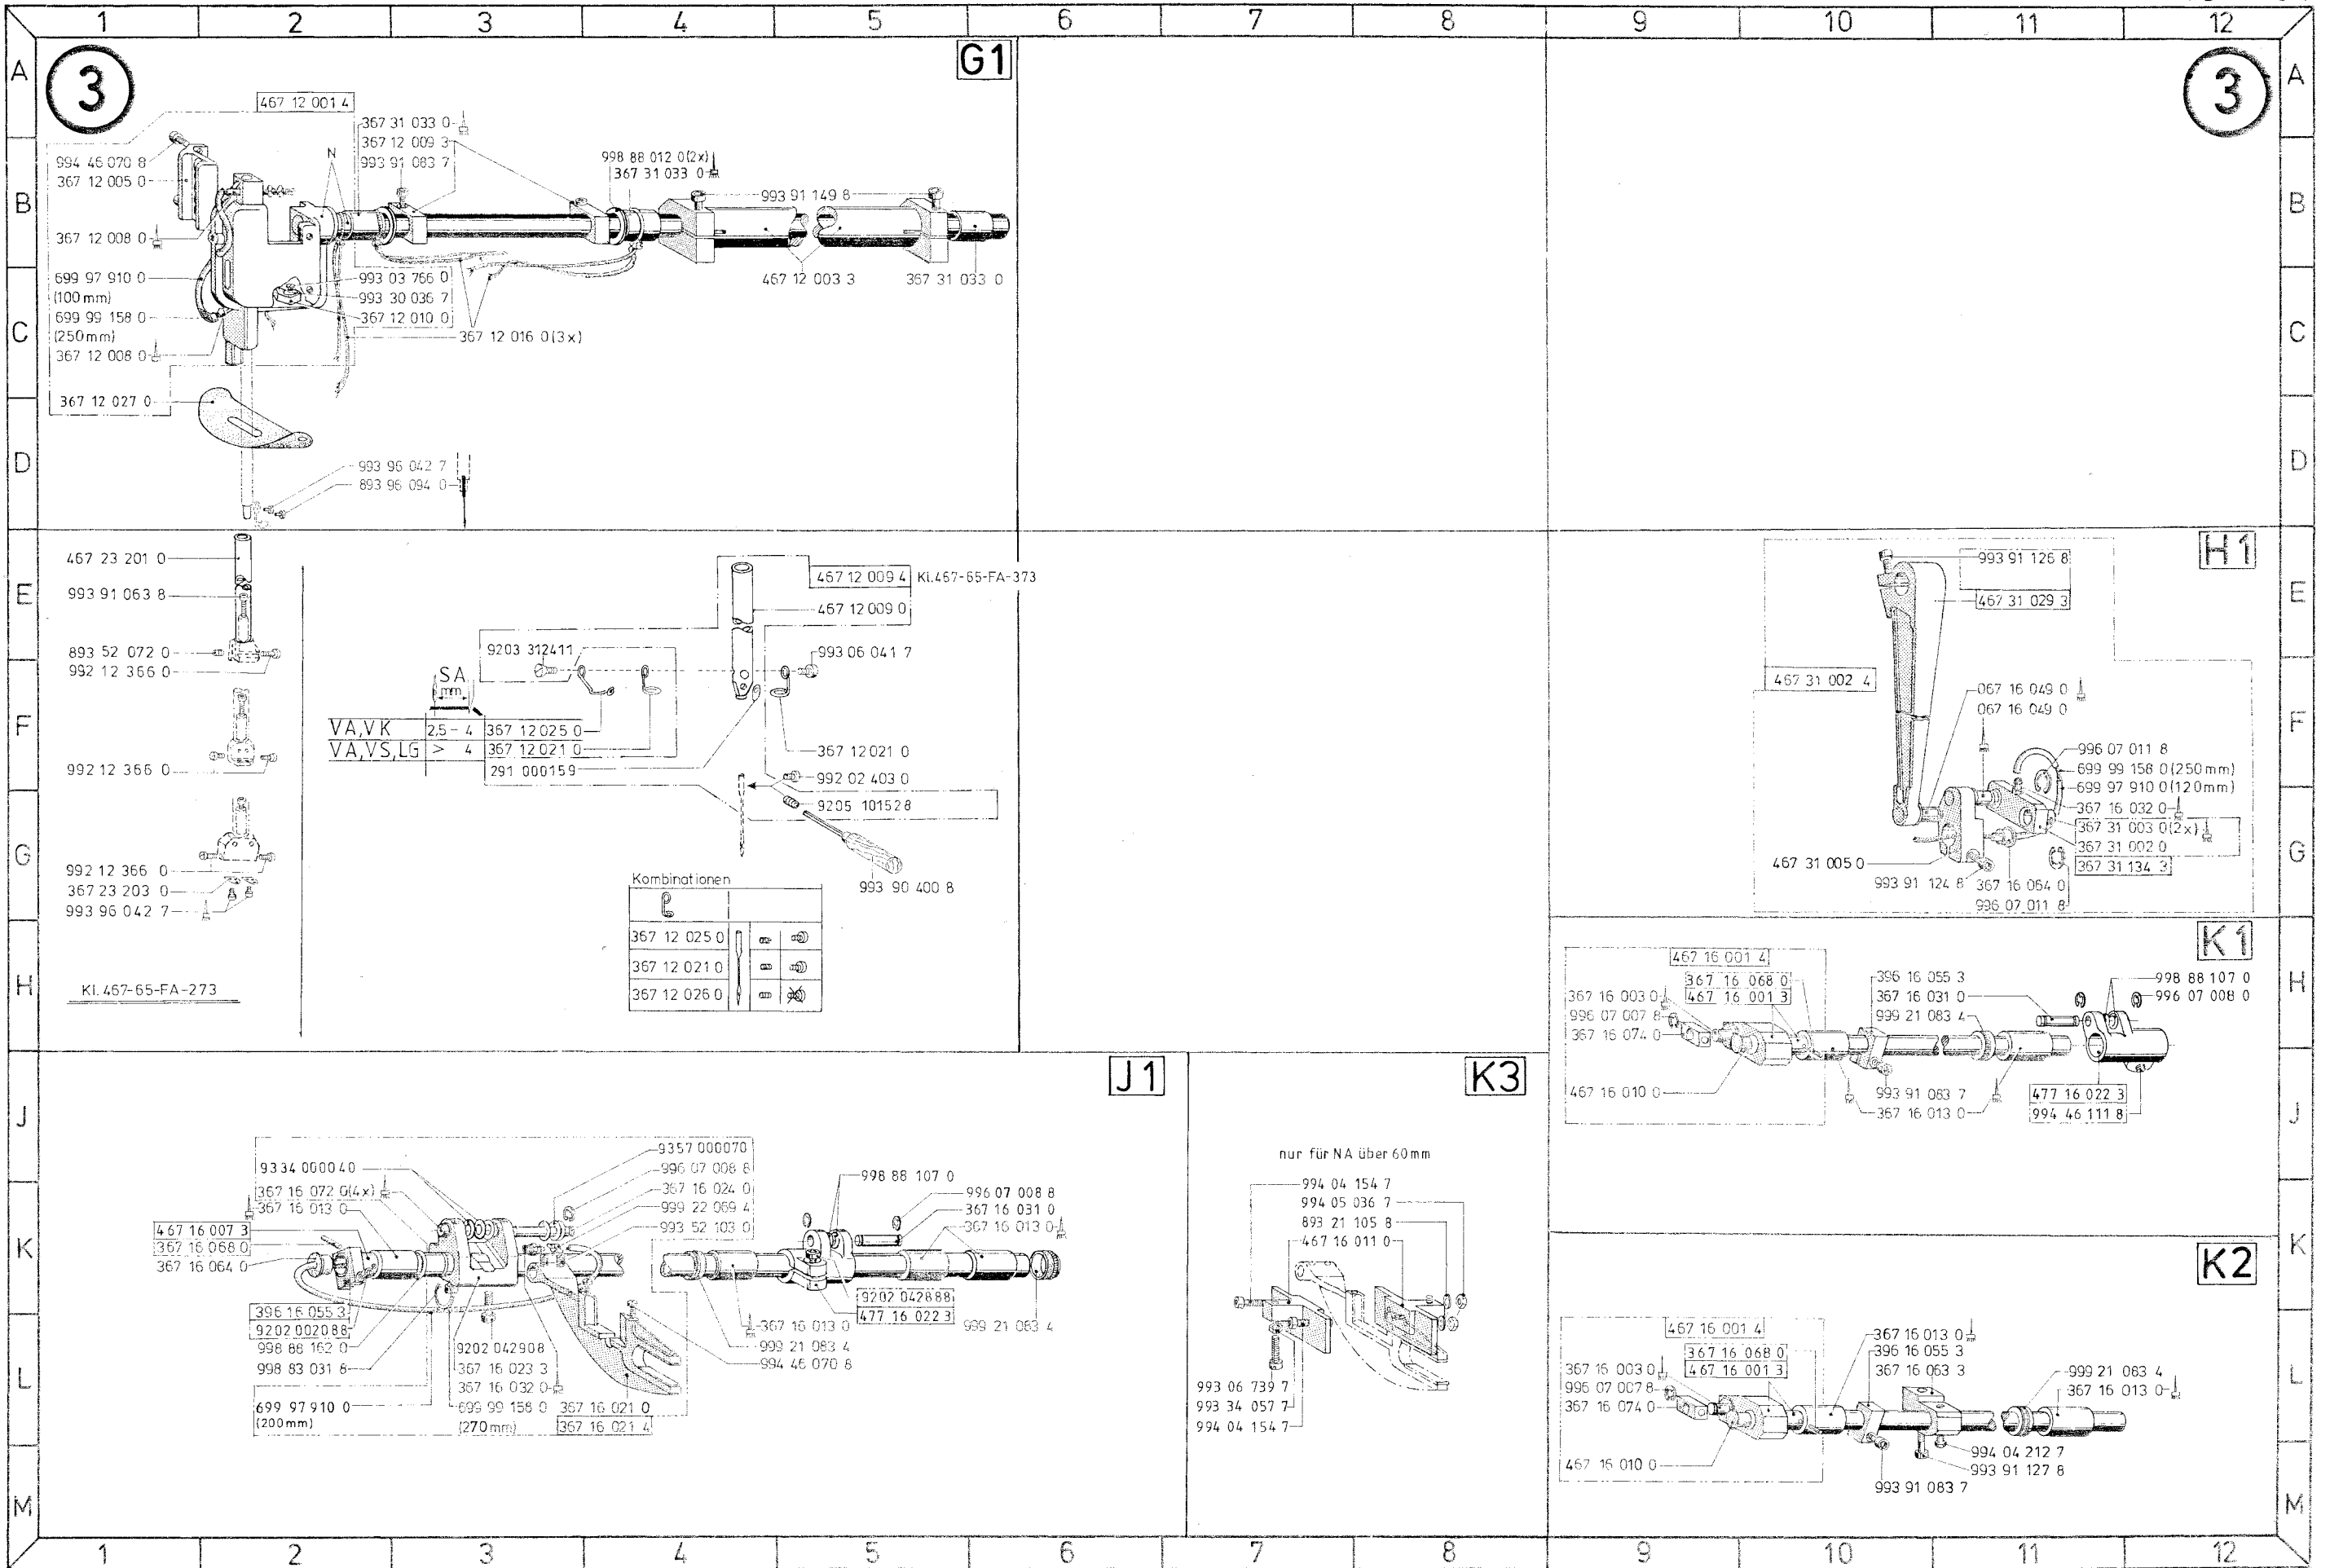 1 2 3 4 5 6 7 8 9 10 11 12
A
B
C
D
E
F
G
H
J
K
L
M
3
G1
467 12 001 4
367 31 033 0
367 12 009 3
993 91 083 7
N
994 46 070 8
367 12 005 0
367 12 008 0
699 97 910 0
(100 mm)
699 99 158 0
(250mm)
367 12 008 0
367 12 027 0
993 03 766 0
993 30 036 7
367 12 010 0
367 12 016 0(3x)
998 88 012 0(2x)
367 31 033 0
993 91 149 8
467 12 003 3
367 31 033 0
993 96 042 7
893 96 094 0
467 23 201 0
993 91 063 8
893 52 072 0
992 12 366 0
992 12 366 0
992 12 366 0
367 23 203 0
993 96 042 7
Kl.467-65-FA-273
467 12 009 4 Kl.467-65-FA-373
467 12 009 0
9203 312411
993 06 041 7
SA
mm
VA,VK 2,5 - 4 367 12 025 0
VA,VS,LG > 4 367 12 021 0
291 000159
367 12 021 0
992 02 403 0
9205 101528
993 90 400 8
Kombinationen
367 12 025 0
367 12 021 0
367 12 026 0
3
H1
993 91 126 8
467 31 029 3
467 31 002 4
067 16 049 0
067 16 049 0
996 07 011 8
699 99 158 0(250mm)
699 97 910 0(120mm)
367 16 032 0
367 31 003 0(2x)
367 31 002 0
367 31 134 3
467 31 005 0
993 91 124 8
367 16 064 0
996 07 011 8
K1
467 16 001 4
367 16 068 0
467 16 001 3
367 16 003 0
996 07 007 8
367 16 074 0
467 16 010 0
396 16 055 3
367 16 031 0
999 21 083 4
998 88 107 0
996 07 008 0
993 91 083 7
367 16 013 0
477 16 022 3
994 46 111 8
J1
9357 000070
996 07 008 8
367 16 024 0
999 22 069 4
993 52 103 0
9334 000040
367 16 072 0(4x)
367 16 013 0
467 16 007 3
367 16 068 0
367 16 064 0
396 16 055 3
9202 002088
998 88 162 0
998 83 031 8
699 97 910 0
(200mm)
9202 042908
367 16 023 3
367 16 032 0
699 99 158 0
(270mm)
367 16 021 0
367 16 021 4
998 88 107 0
996 07 008 8
367 16 031 0
367 16 013 0
9202 042888
477 16 022 3
999 21 083 4
367 16 013 0
999 21 083 4
994 46 070 8
K3
nur für NA über 60mm
994 04 154 7
994 05 036 7
893 21 105 8
467 16 011 0
993 06 739 7
993 34 057 7
994 04 154 7
K2
467 16 001 4
367 16 068 0
467 16 001 3
367 16 003 0
996 07 007 8
367 16 074 0
467 16 010 0
367 16 013 0
396 16 055 3
367 16 063 3
999 21 083 4
367 16 013 0
994 04 212 7
993 91 127 8
993 91 083 7
A
B
C
D
E
F
G
H
J
K
L
M
1 2 3 4 5 6 7 8 9 10 11 12